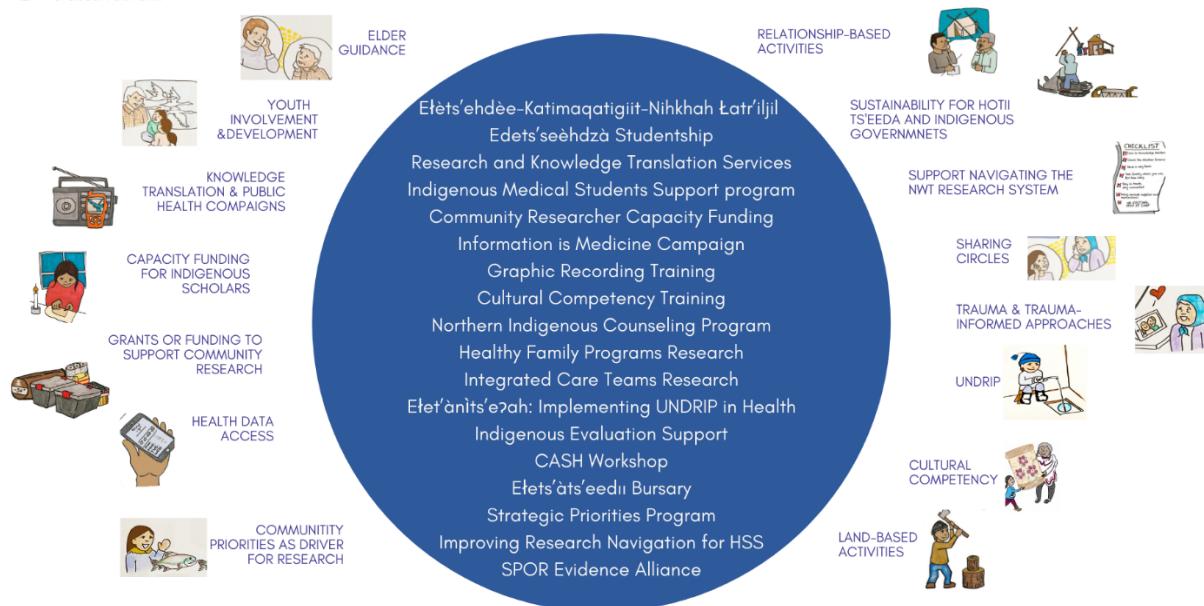 ELDER
GUIDANCE
YOUTH
INVOLVEMENT
&DEVELOPMENT
KNOWLEDGE
TRANSLATION & PUBLIC
HEALTH COMPAIGNS
CAPACITY FUNDING
FOR INDIGENOUS
SCHOLARS
GRANTS OR FUNDING TO
SUPPORT COMMUNITY
RESEARCH
HEALTH DATA
ACCESS
COMMUNITITY
PRIORITIES AS DRIVER
FOR RESEARCH
Ełèts'ehdèe-Katimaqatigiit-Nihkhah Łatr'iljil
Edets'seèhdzà Studentship
Research and Knowledge Translation Services
Indigenous Medical Students Support program
Community Researcher Capacity Funding
Information is Medicine Campaign
Graphic Recording Training
Cultural Competency Training
Northern Indigenous Counseling Program
Healthy Family Programs Research
Integrated Care Teams Research
Ełet'ànìts'eɂah: Implementing UNDRIP in Health
Indigenous Evaluation Support
CASH Workshop
Ełets'àts'eedıı Bursary
Strategic Priorities Program
Improving Research Navigation for HSS
SPOR Evidence Alliance
RELATIONSHIP-BASED
ACTIVITIES
SUSTAINABILITY FOR HOTII
TS'EEDA AND INDIGENOUS
GOVERNMNETS
SUPPORT NAVIGATING THE
NWT RESEARCH SYSTEM
CHECKLIST
SHARING
CIRCLES
TRAUMA & TRAUMA-
INFORMED APPROACHES
UNDRIP
CULTURAL
COMPETENCY
LAND-BASED
ACTIVITIES